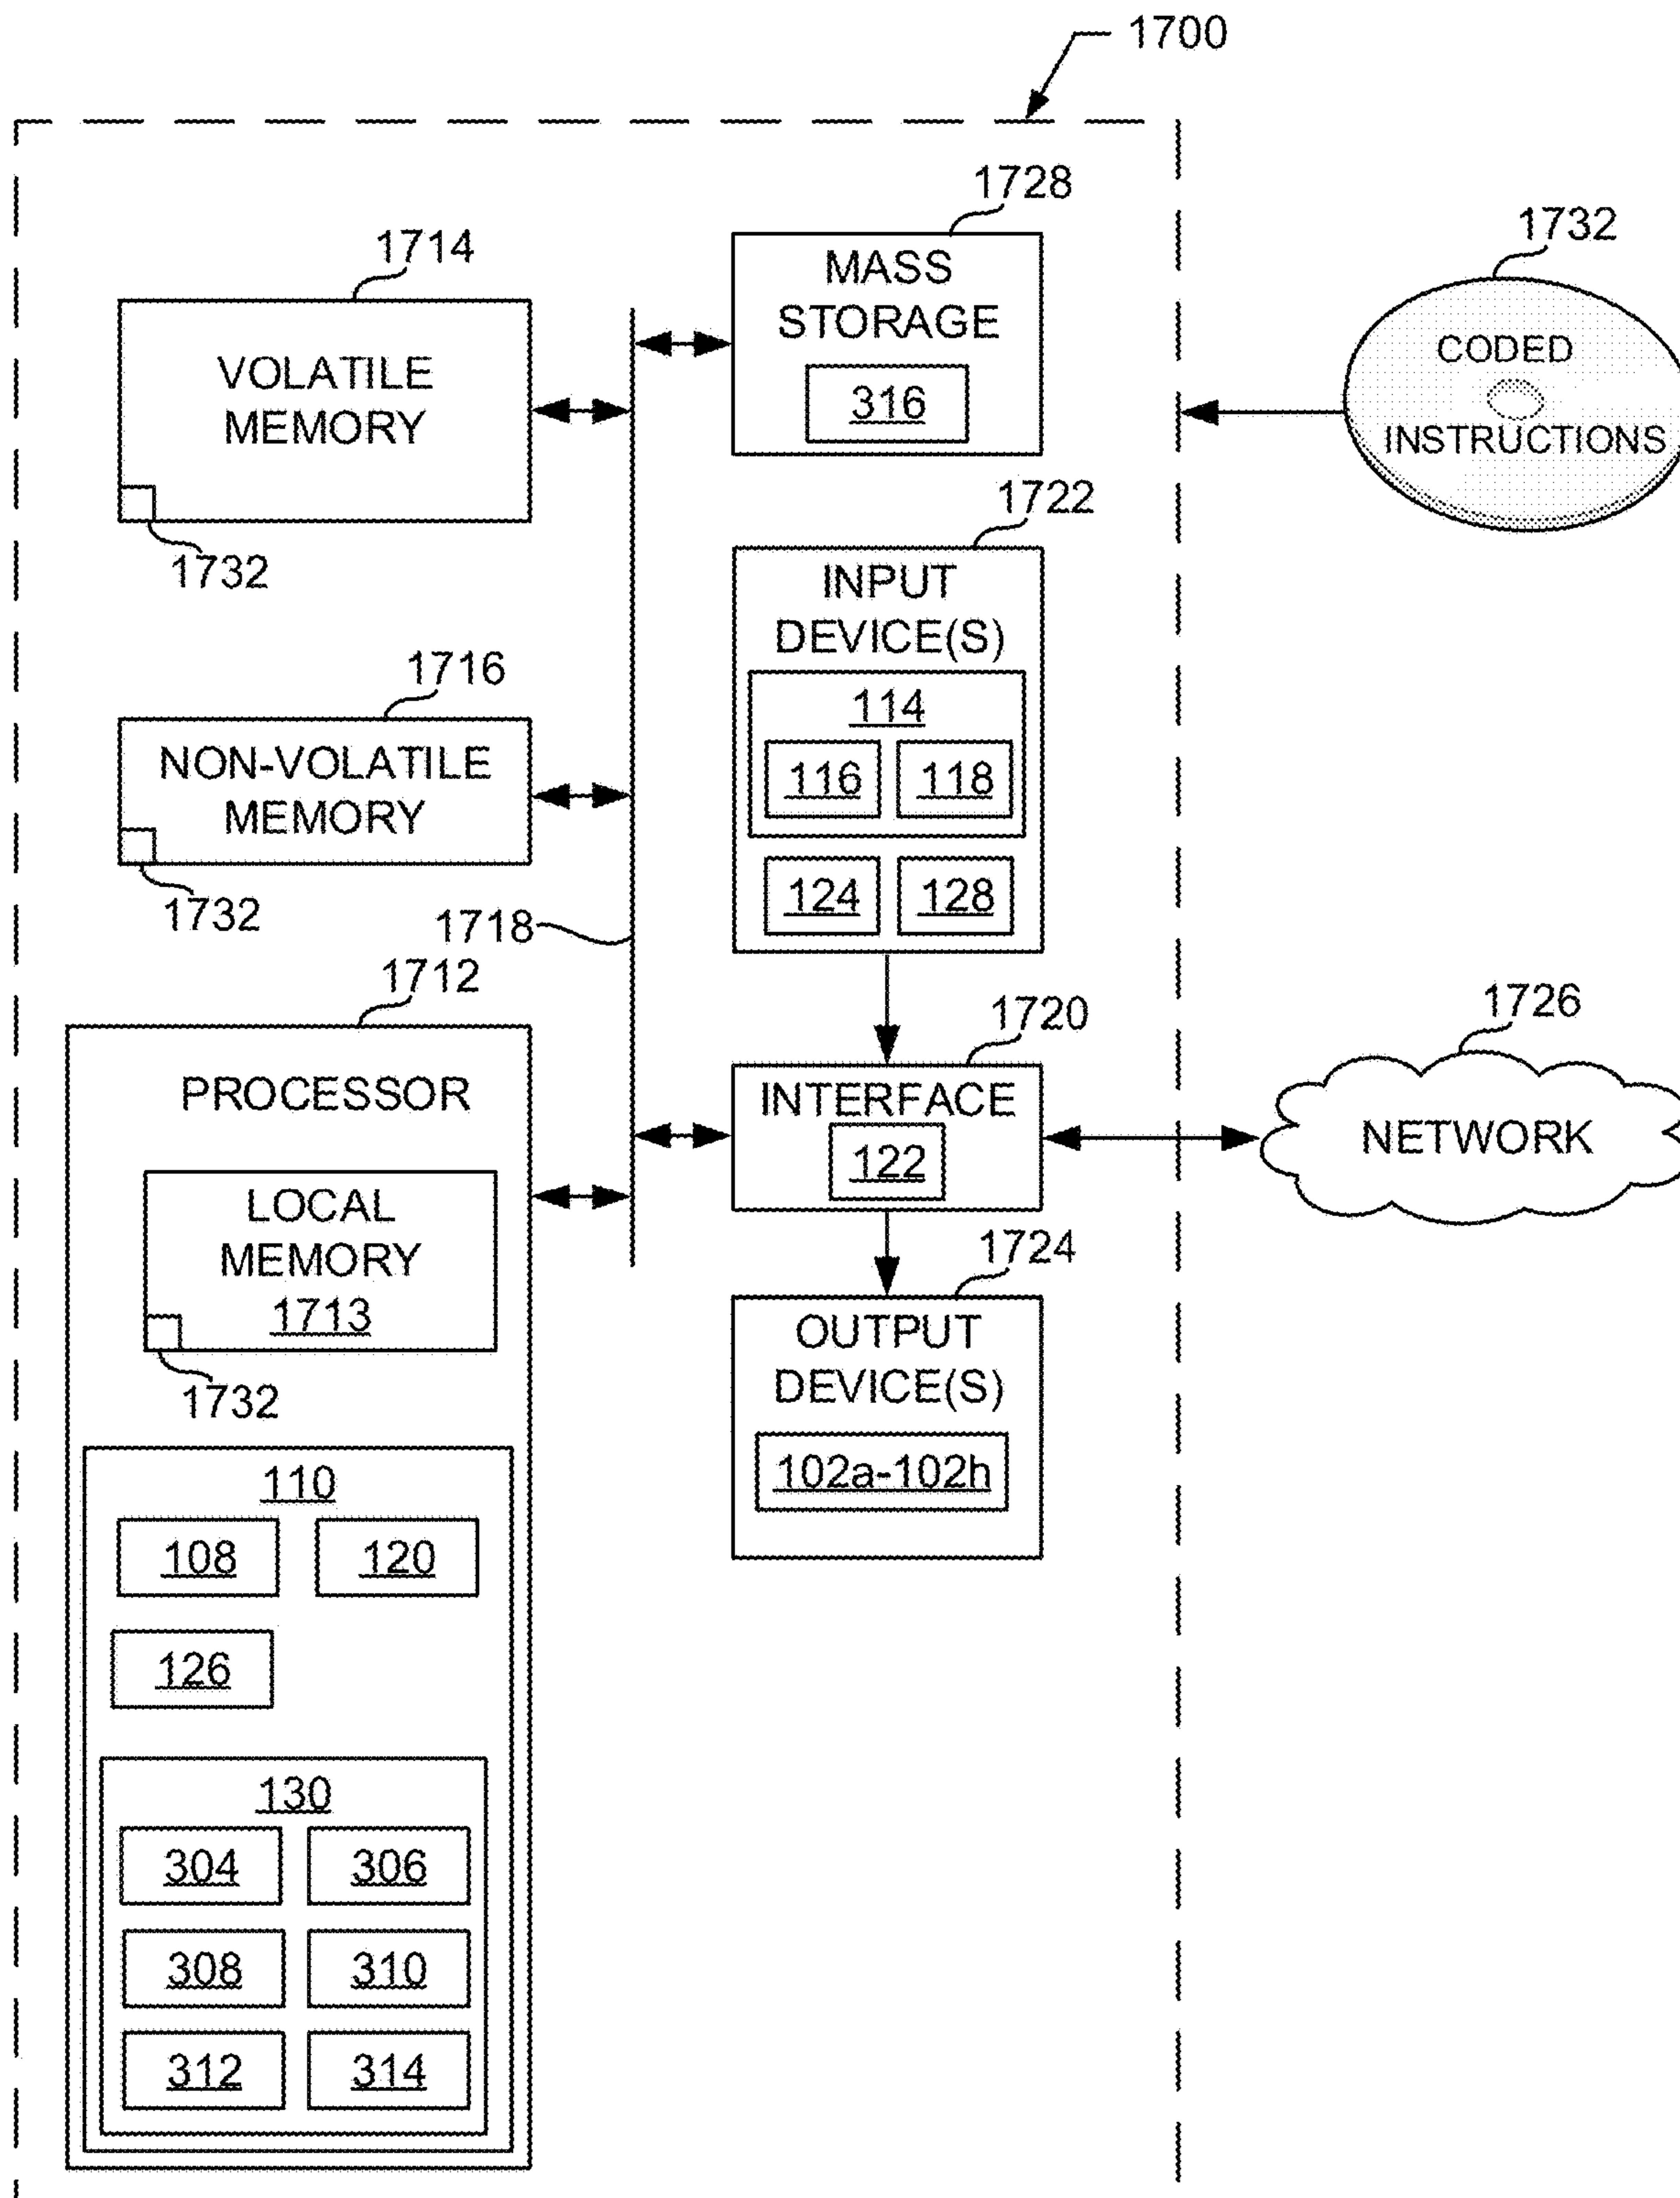 1700
1728
1714
MASS
STORAGE
316
1732
CODED
INSTRUCTIONS
VOLATILE
MEMORY
1732
1722
INPUT
DEVICE(S)
114
116 118
124 128
1716
NON-VOLATILE
MEMORY
1732
1718
1712
PROCESSOR
LOCAL
MEMORY
1713
1732
1720
INTERFACE
122
1726
NETWORK
1724
OUTPUT
DEVICE(S)
102a-102h
110
108 120
126
130
304 306
308 310
312 314